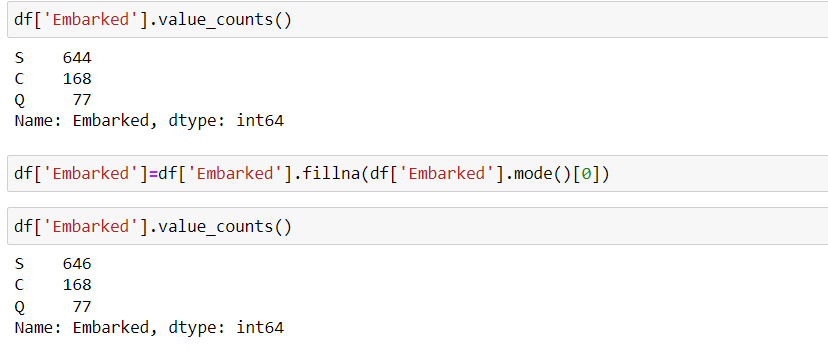 df['Embarked'].value_counts()
S    644
C    168
Q     77
Name: Embarked, dtype: int64
df['Embarked']=df['Embarked'].fillna(df['Embarked'].mode()[0])
df['Embarked'].value_counts()
S    646
C    168
Q     77
Name: Embarked, dtype: int64